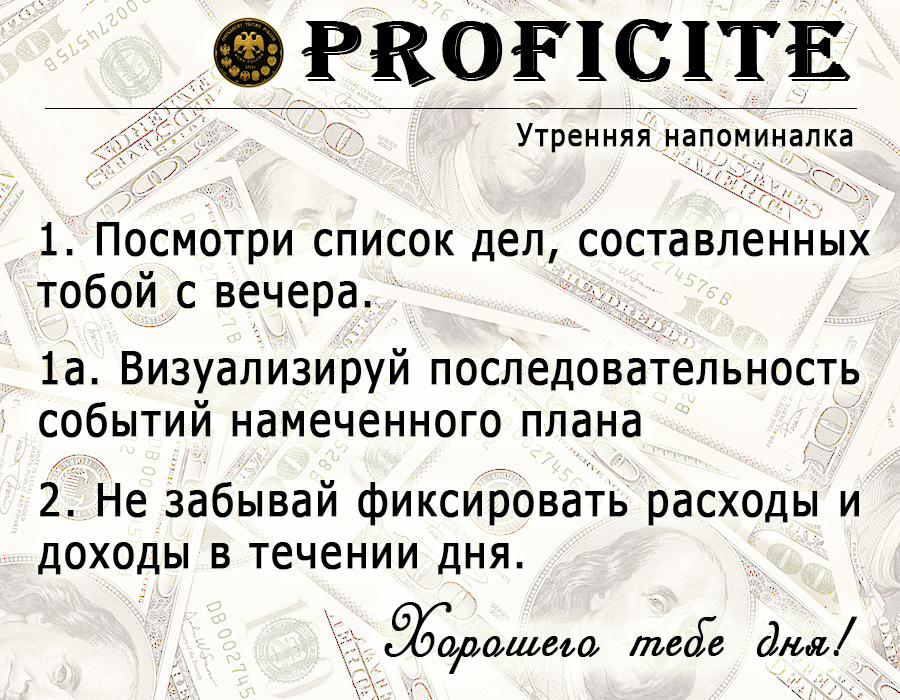 PROFICITE
Утренняя напоминалка
1. Посмотри список дел, составленных
тобой с вечера.
1а. Визуализируй последовательность
событий намеченного плана
2. Не забывай фиксировать расходы и
доходы в течении дня.
Хорошего тебе дня!